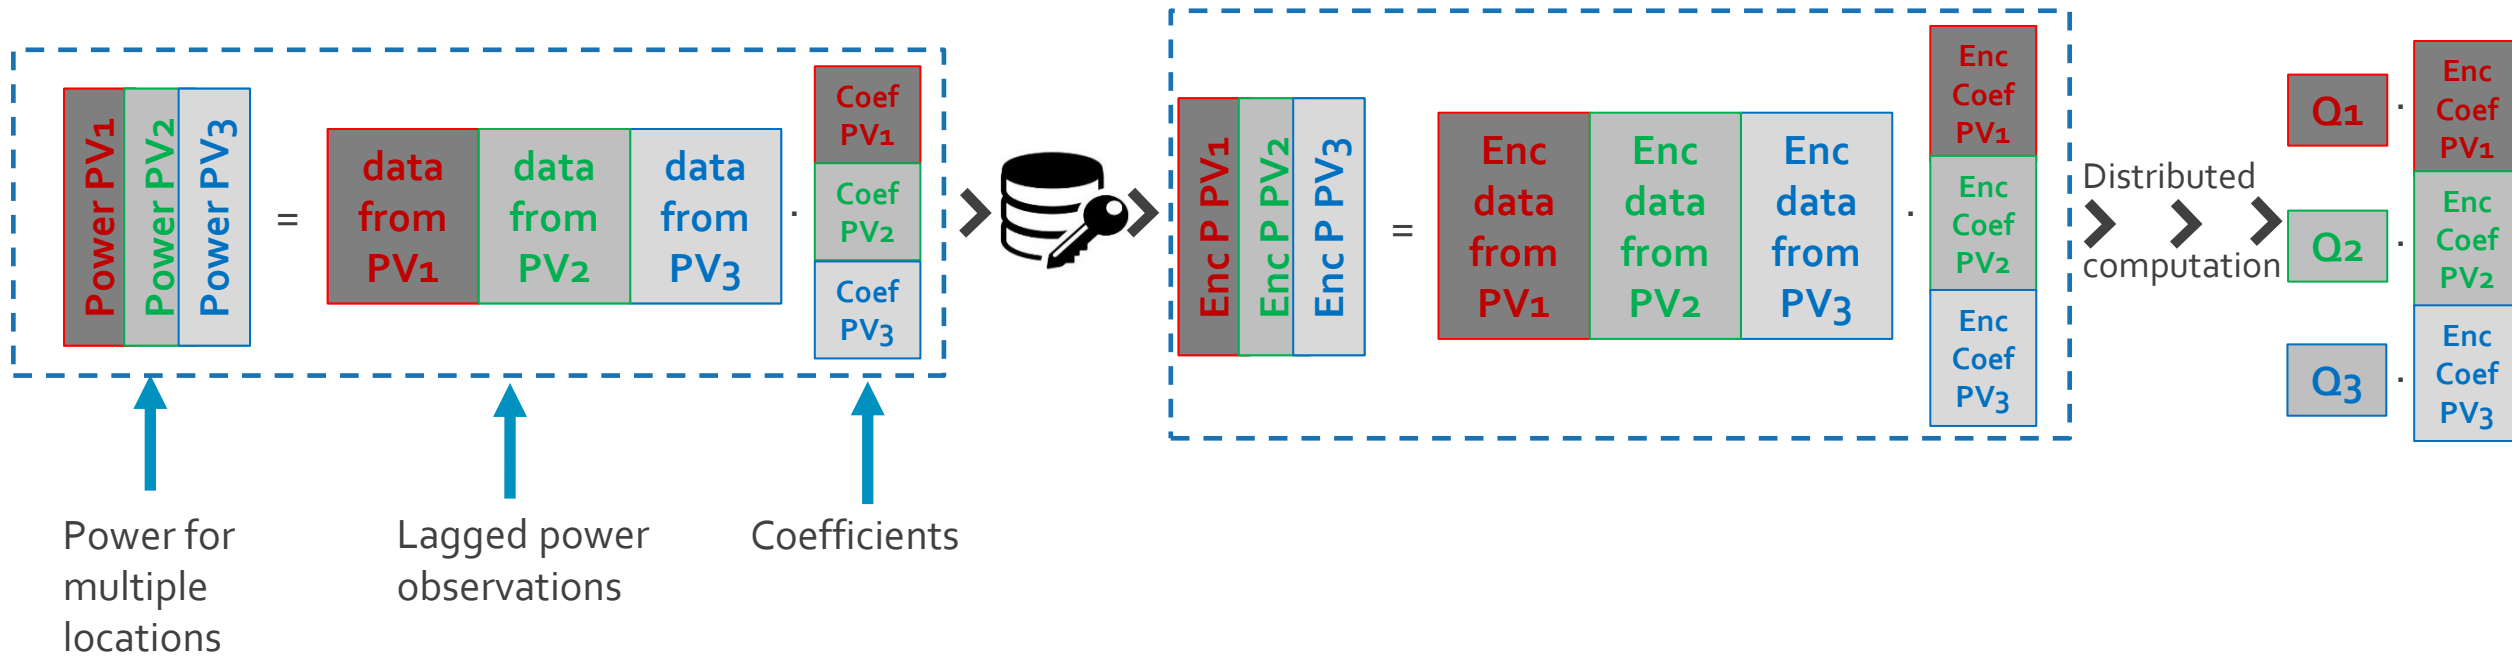 Power PV1
Power PV2
Power PV3
=
data
from
PV1
data
from
PV2
data
from
PV3
·
Coef
PV1
Coef
PV2
Coef
PV3
Power for
multiple
locations
Lagged power
observations
Coefficients
Enc P PV1
Enc P PV2
Enc P PV3
=
Enc
data
from
PV1
Enc
data
from
PV2
Enc
data
from
PV3
·
Enc
Coef
PV1
Enc
Coef
PV2
Enc
Coef
PV3
Distributed
computation
Q1
·
Enc
Coef
PV1
Q2
·
Enc
Coef
PV2
Q3
·
Enc
Coef
PV3